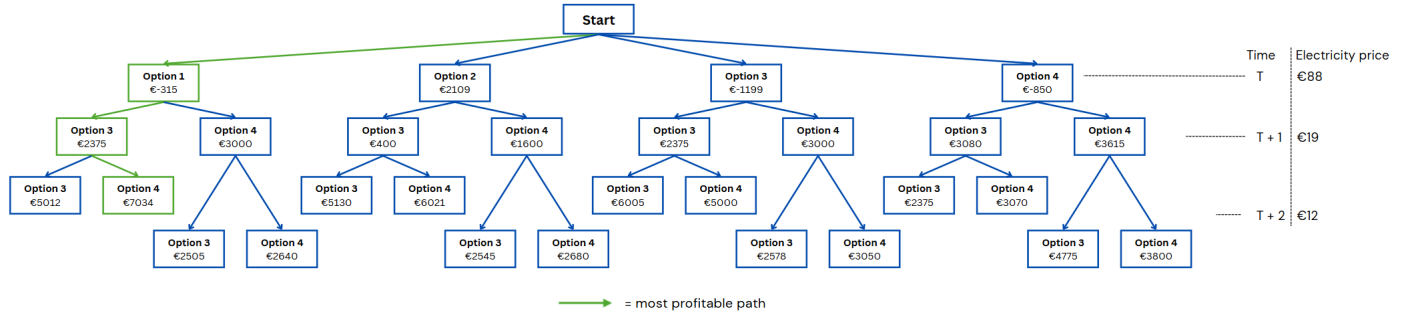 Start
Time
Electricity price
Option 1
€-315
Option 2
€2109
Option 3
€-1199
Option 4
€-850
T
€88
Option 3
€2375
Option 4
€3000
Option 3
€400
Option 4
€1600
Option 3
€2375
Option 4
€3000
Option 3
€3080
Option 4
€3615
T + 1
€19
Option 3
€5012
Option 4
€7034
Option 3
€5130
Option 4
€6021
Option 3
€6005
Option 4
€5000
Option 3
€2375
Option 4
€3070
T + 2
€12
Option 3
€2505
Option 4
€2640
Option 3
€2545
Option 4
€2680
Option 3
€2578
Option 4
€3050
Option 3
€4775
Option 4
€3800
= most profitable path